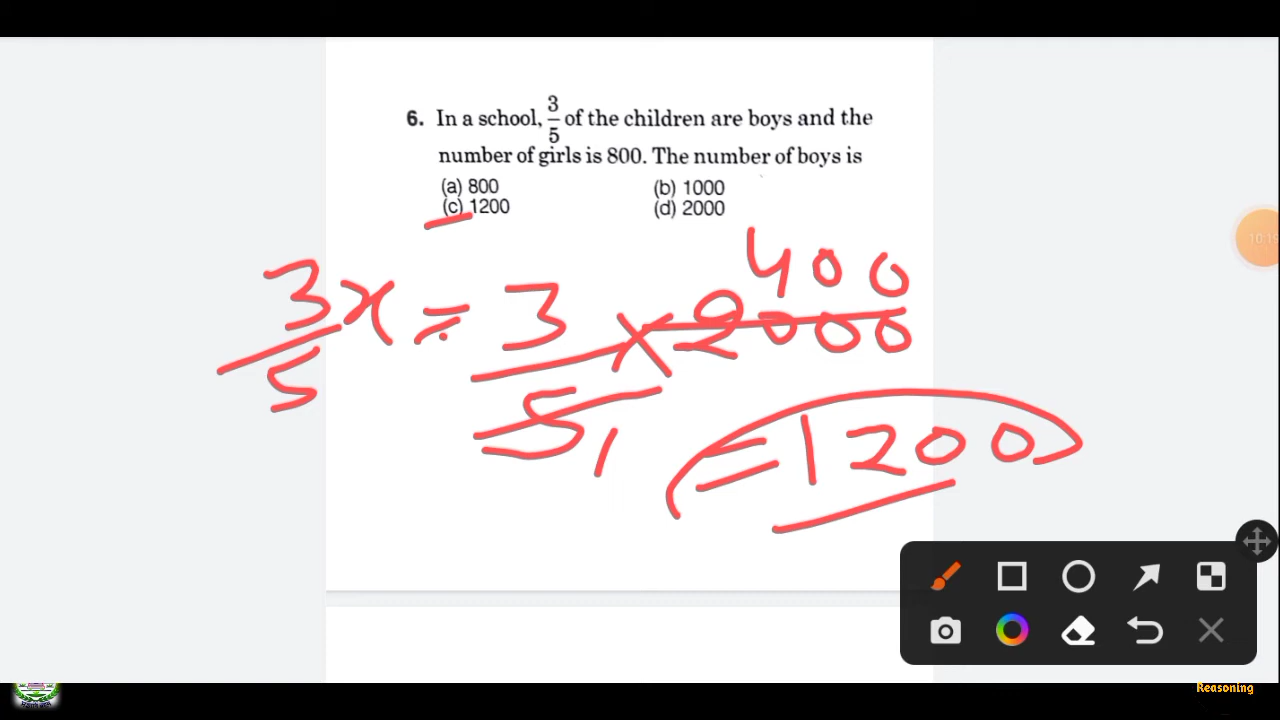 6. In a school, 3/5 of the children are boys and the
number of girls is 800. The number of boys is
(a) 800 (b) 1000
(c) 1200 (d) 2000
400
3/5 x = 3/5 × 2000
1
= 1200
Reasoning